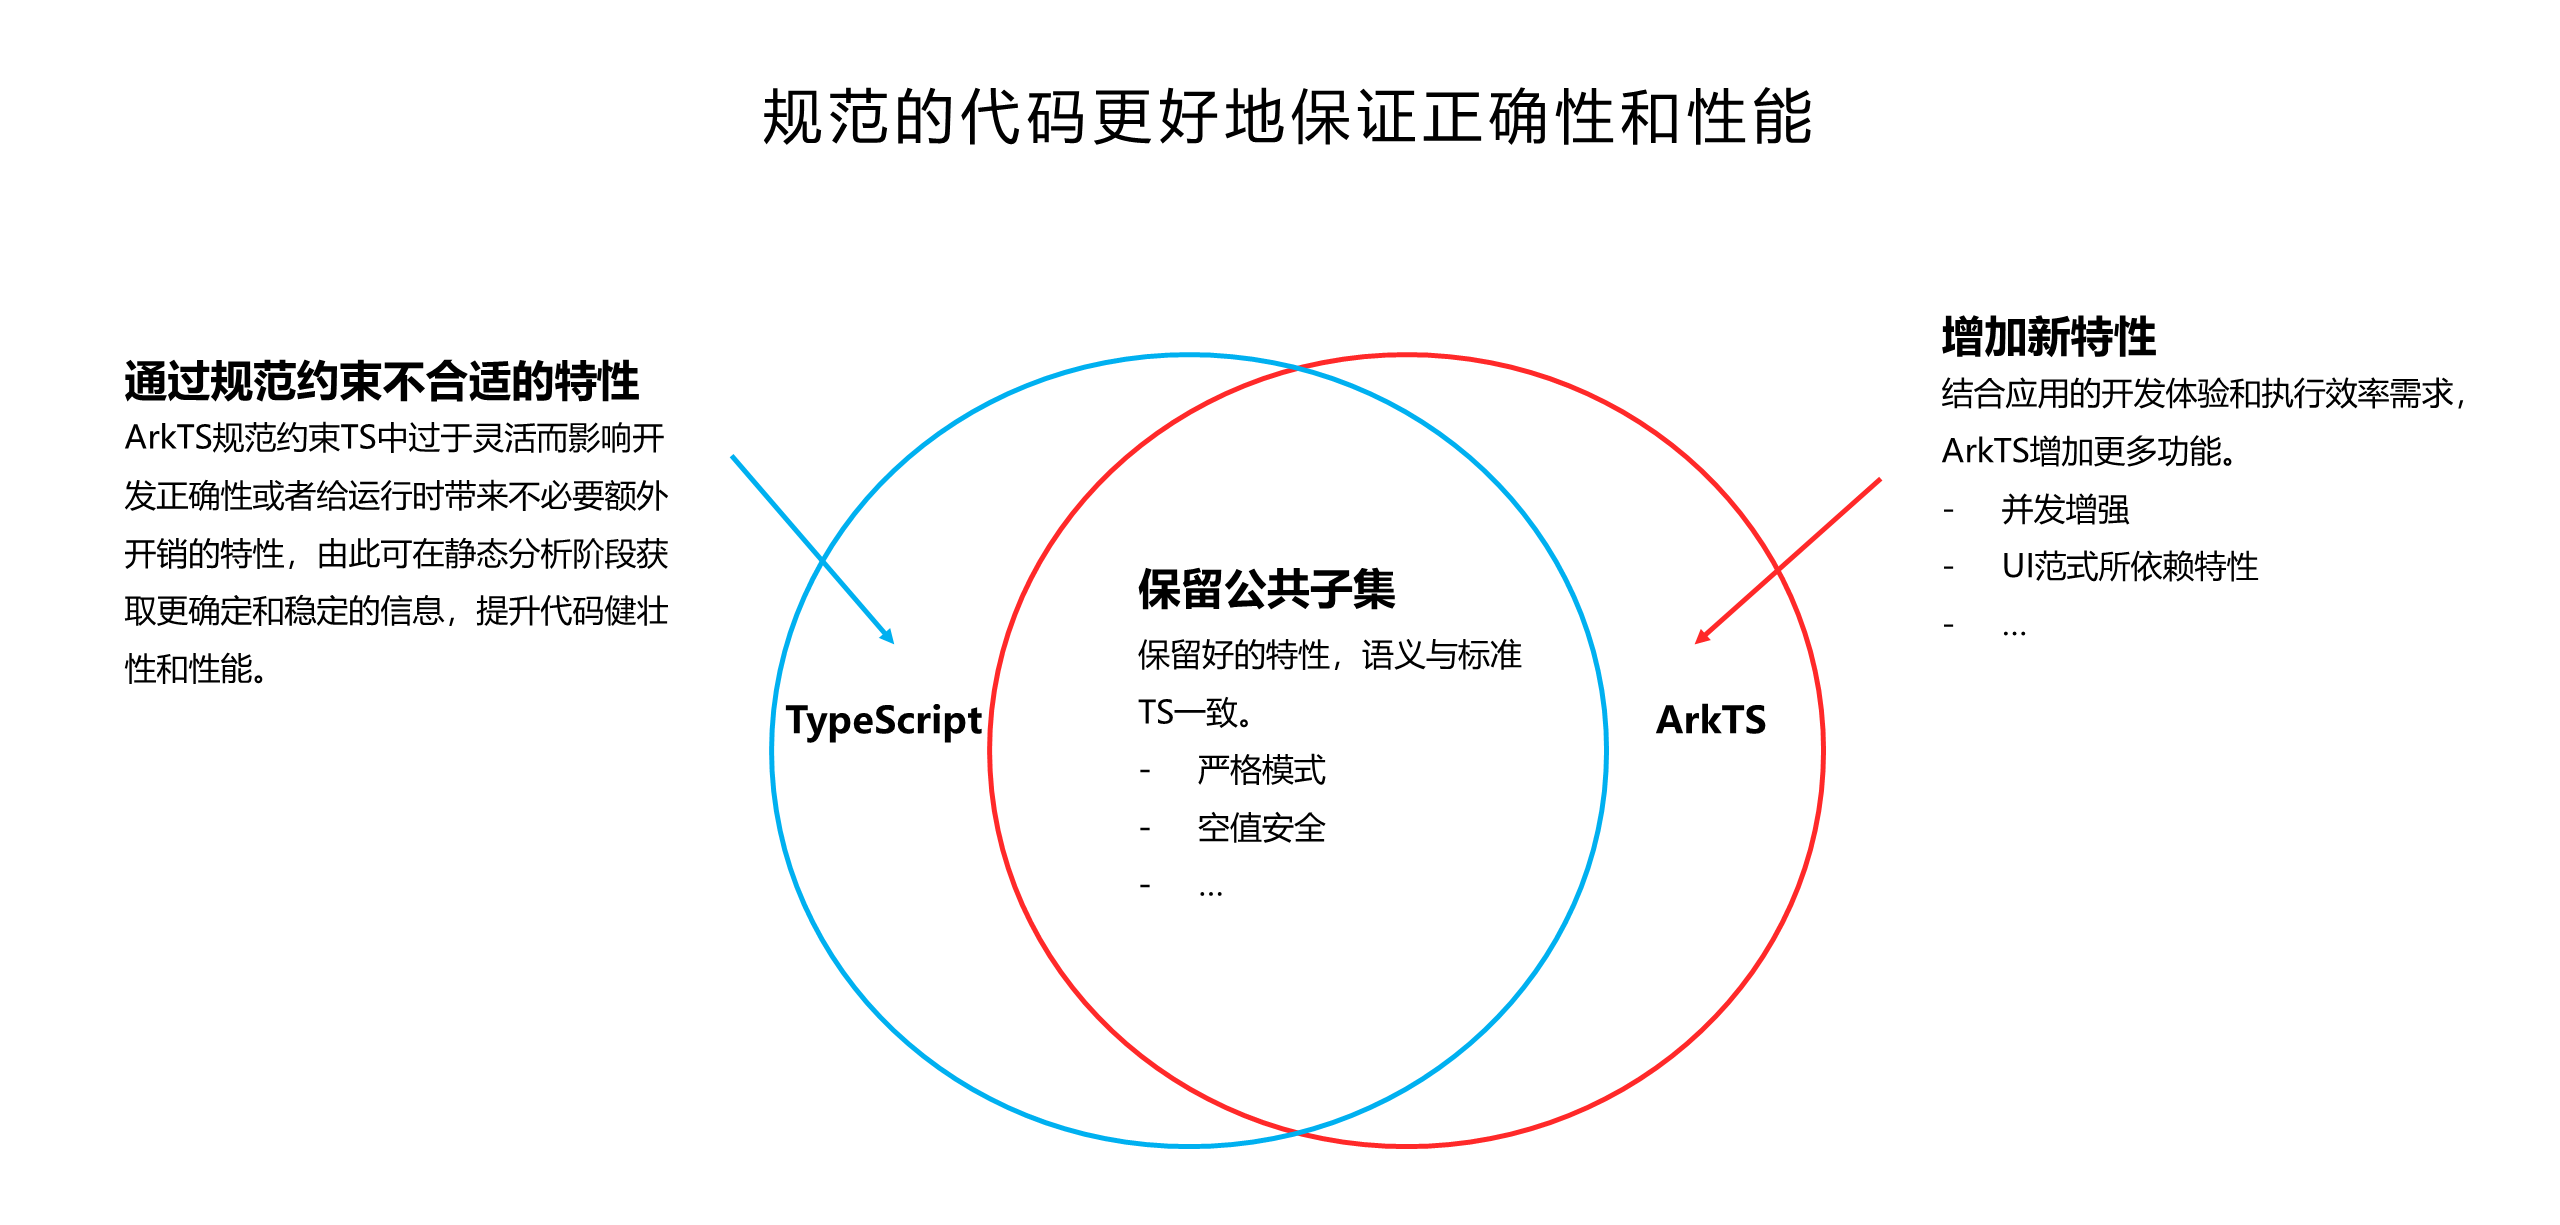 规范的代码更好地保证正确性和性能
通过规范约束不合适的特性
ArkTS规范约束TS中过于灵活而影响开
发正确性或者给运行时带来不必要额外
开销的特性，由此可在静态分析阶段获
取更确定和稳定的信息，提升代码健壮
性和性能。
TypeScript
保留公共子集
保留好的特性，语义与标准
TS一致。
- 严格模式
- 空值安全
- ...
ArkTS
增加新特性
结合应用的开发体验和执行效率需求，
ArkTS增加更多功能。
- 并发增强
- UI范式所依赖特性
- ...